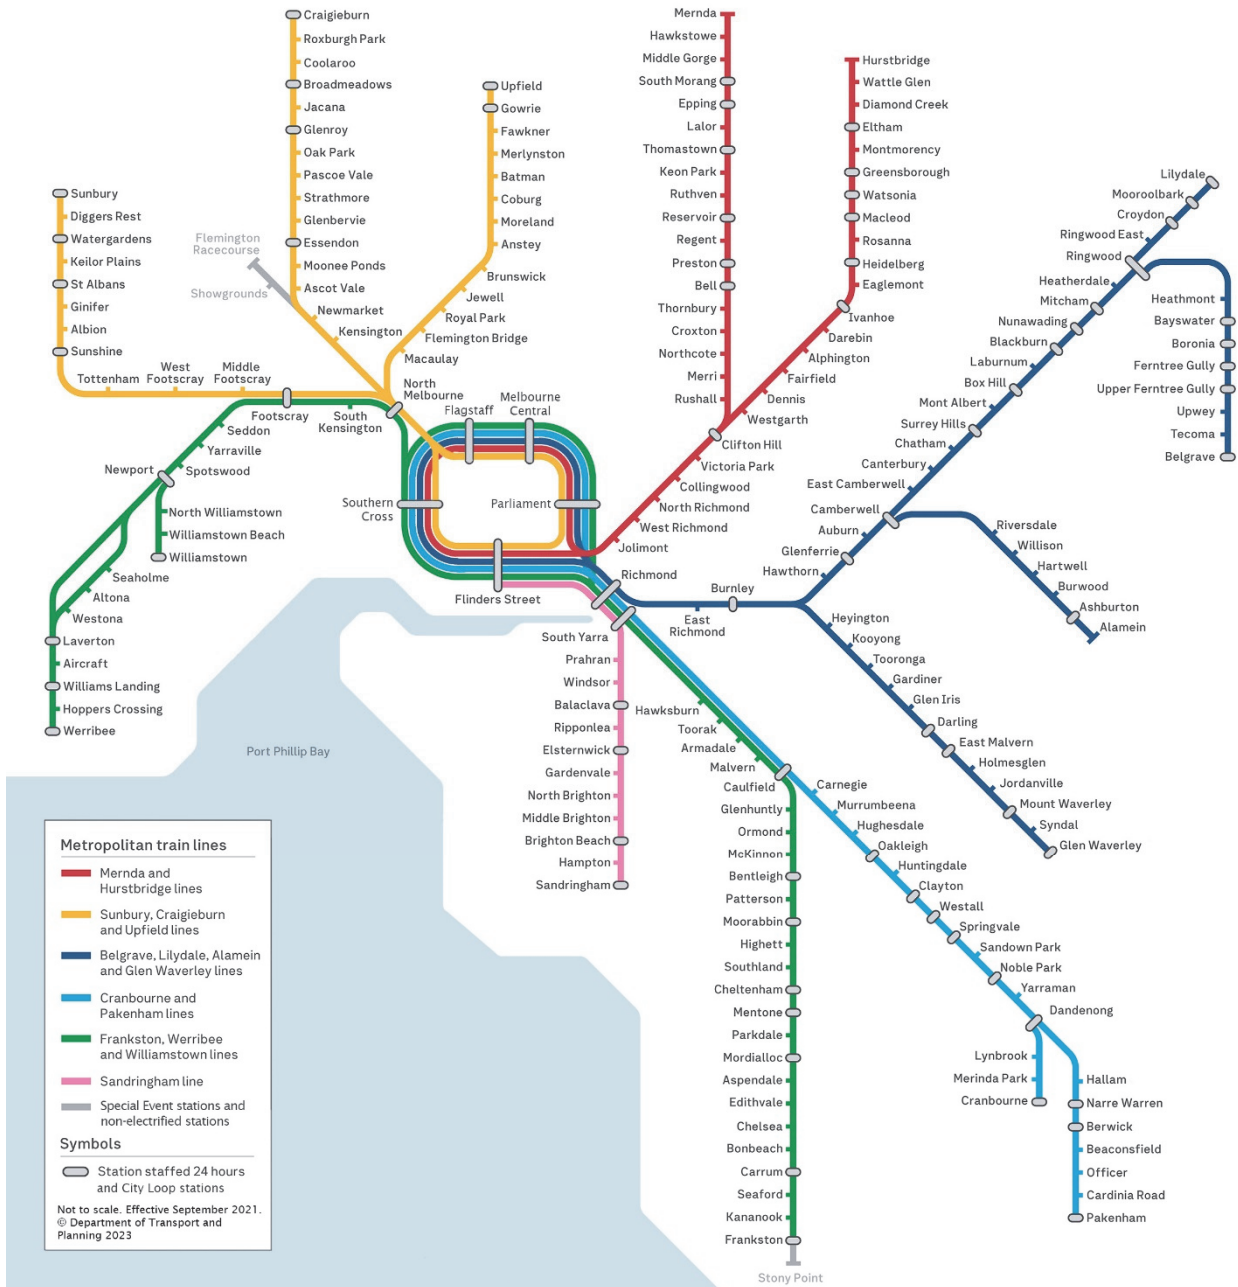 Craigieburn
Roxburgh Park
Coolaroo
Broadmeadows
Jacana
Glenroy
Oak Park
Pascoe Vale
Strathmore
Glenbervie
Essendon
Moonee Ponds
Ascot Vale
Newmarket
Kensington
Upfield
Gowrie
Fawkner
Merlynston
Batman
Coburg
Moreland
Anstey
Brunswick
Jewell
Royal Park
Flemington Bridge
Macaulay
Sunbury
Diggers Rest
Watergardens
Keilor Plains
St Albans
Ginifer
Albion
Sunshine
Tottenham
West
Footscray
Middle
Footscray
Flemington
Racecourse
Showgrounds
North
Melbourne
Footscray
South
Kensington
Seddon
Yarraville
Spotswood
Newport
North Williamstown
Williamstown Beach
Williamstown
Seaholme
Altona
Westona
Laverton
Aircraft
Williams Landing
Hoppers Crossing
Werribee
Flagstaff
Melbourne
Central
Southern
Cross
Parliament
Flinders Street
Mernda
Hawkstowe
Middle Gorge
South Morang
Epping
Lalor
Thomastown
Keon Park
Ruthven
Reservoir
Regent
Preston
Bell
Thornbury
Croxton
Northcote
Merri
Rushall
Hurstbridge
Wattle Glen
Diamond Creek
Eltham
Montmorency
Greensborough
Watsonia
Macleod
Rosanna
Heidelberg
Eaglemont
Ivanhoe
Darebin
Alphington
Fairfield
Dennis
Westgarth
Clifton Hill
Victoria Park
Collingwood
North Richmond
West Richmond
Jolimont
Lilydale
Mooroolbark
Croydon
Ringwood East
Ringwood
Heatherdale
Mitcham
Nunawading
Blackburn
Laburnum
Box Hill
Mont Albert
Surrey Hills
Chatham
Canterbury
East Camberwell
Camberwell
Auburn
Glenferrie
Hawthorn
Burnley
East
Richmond
Richmond
Heathmont
Bayswater
Boronia
Ferntree Gully
Upper Ferntree Gully
Upwey
Tecoma
Belgrave
Riversdale
Willison
Hartwell
Burwood
Ashburton
Alamein
Heyington
Kooyong
Tooronga
Gardiner
Glen Iris
Darling
East Malvern
Holmesglen
Jordanville
Mount Waverley
Syndal
Glen Waverley
South Yarra
Prahran
Windsor
Balaclava
Ripponlea
Elsternwick
Gardenvale
North Brighton
Middle Brighton
Brighton Beach
Hampton
Sandringham
Hawksburn
Toorak
Armadale
Malvern
Caulfield
Glenhuntly
Ormond
McKinnon
Bentleigh
Patterson
Moorabbin
Highett
Southland
Cheltenham
Mentone
Parkdale
Mordialloc
Aspendale
Edithvale
Chelsea
Bonbeach
Carrum
Seaford
Kananook
Frankston
Stony Point
Carnegie
Murrumbeena
Hughesdale
Oakleigh
Huntingdale
Clayton
Westall
Springvale
Sandown Park
Noble Park
Yarraman
Dandenong
Lynbrook
Merinda Park
Cranbourne
Hallam
Narre Warren
Berwick
Beaconsfield
Officer
Cardinia Road
Pakenham
Port Phillip Bay
Metropolitan train lines
Mernda and
Hurstbridge lines
Sunbury, Craigieburn
and Upfield lines
Belgrave, Lilydale, Alamein
and Glen Waverley lines
Cranbourne and
Pakenham lines
Frankston, Werribee
and Williamstown lines
Sandringham line
Special Event stations and
non-electrified stations
Symbols
Station staffed 24 hours
and City Loop stations
Not to scale. Effective September 2021.
© Department of Transport and
Planning 2023